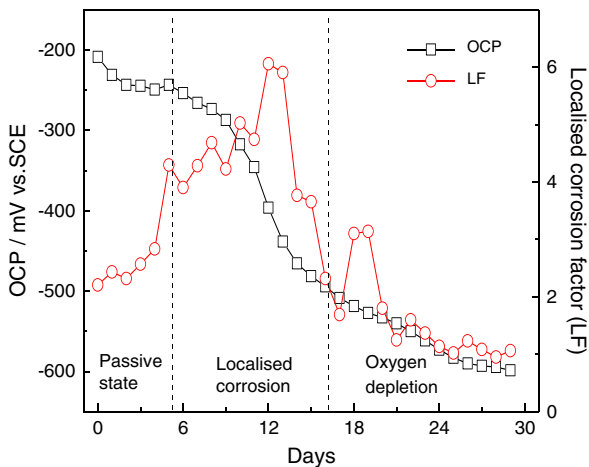 OCP / mV vs.SCE
-200
-300
-400
-500
-600
OCP
LF
Passive
state
Localised
corrosion
Oxygen
depletion
0 6 12 18 24 30
Days
6
4
2
0
Localised corrosion factor (LF)